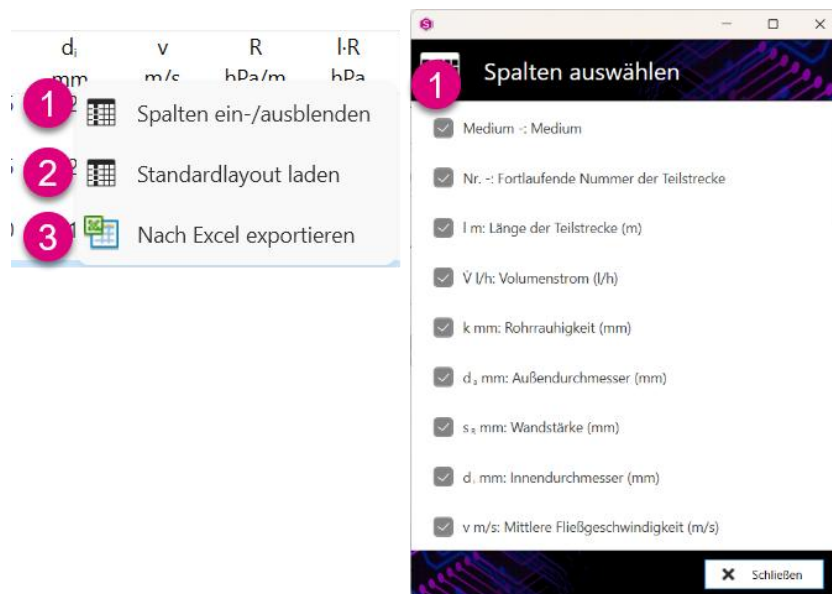 dᵢ v R l·R
mm m/s hPa/m hPa
1 Spalten ein-/ausblenden
2 Standardlayout laden
3 Nach Excel exportieren
S
1 Spalten auswählen
Medium -: Medium
Nr. -: Fortlaufende Nummer der Teilstrecke
l m: Länge der Teilstrecke (m)
V̇ l/h: Volumenstrom (l/h)
k mm: Rohrrauhigkeit (mm)
dₐ mm: Außendurchmesser (mm)
s mm: Wandstärke (mm)
d mm: Innendurchmesser (mm)
v m/s: Mittlere Fließgeschwindigkeit (m/s)
Schließen